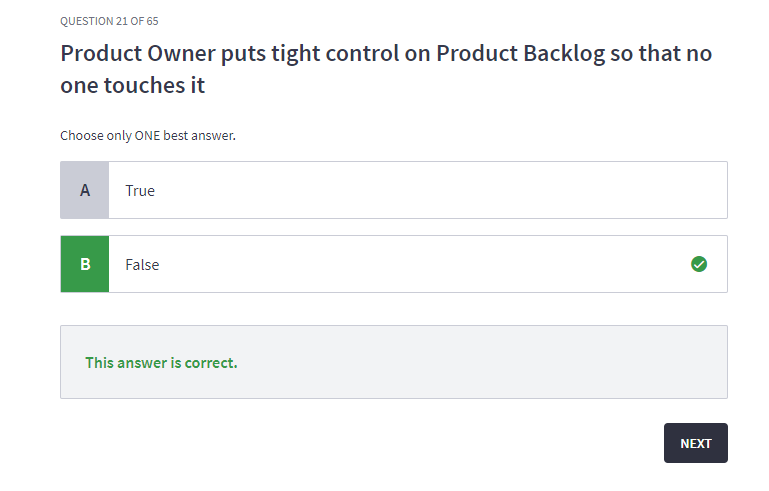 QUESTION 21 OF 65
Product Owner puts tight control on Product Backlog so that no
one touches it
Choose only ONE best answer.
A True
B False
This answer is correct.
NEXT